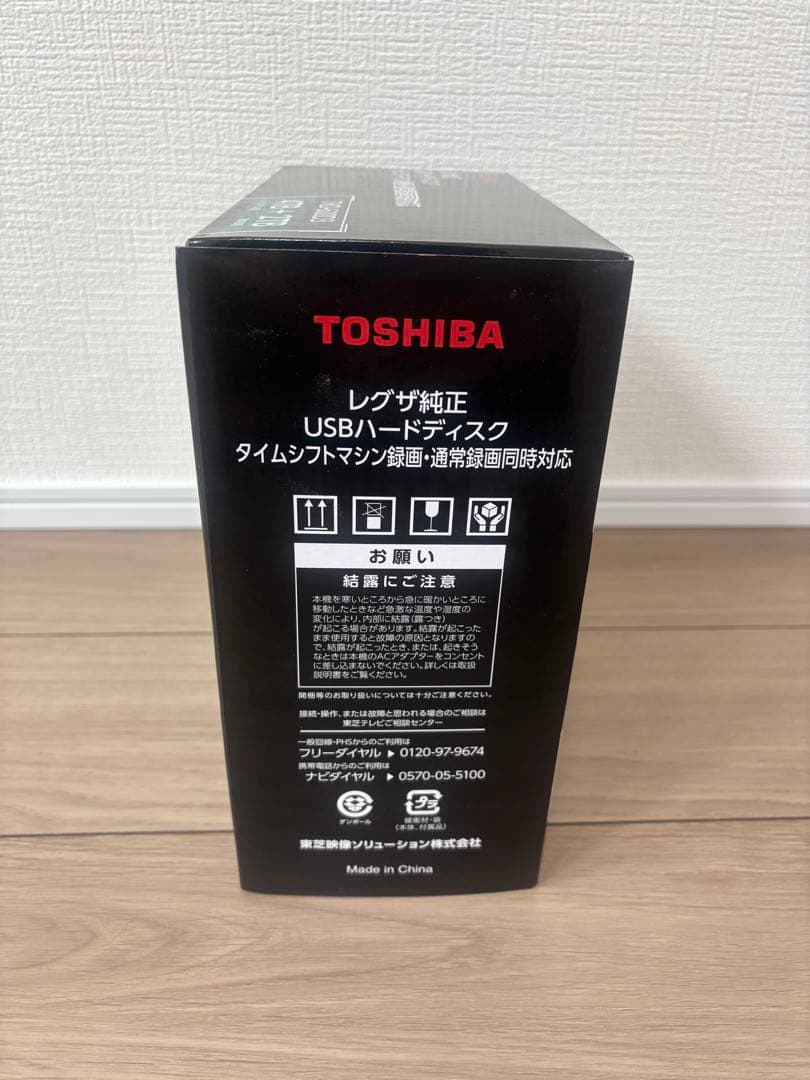 TOSHIBA
レグザ純正
USBハードディスク
タイムシフトマシン録画・通常録画同時対応
お願い
結露にご注意
本機を寒いところから急に暖かいところに
移動したときなど急激な温度や湿度の
変化により、内部に結露(露つき)
が起こる場合があります。結露が起こった
まま使用すると故障の原因となりますの
で、結露が起こったとき、または、起きそう
なときは本機のACアダプターをコンセント
に差し込まないでください。詳しくは取扱
説明書をご覧ください。
開梱等のお取り扱いについては十分ご注意ください。
接続・操作、または故障と思われる場合のご相談は
東芝テレビご相談センター
一般回線・PHSからのご利用は
フリーダイヤル ▶ 0120-97-9674
携帯電話からのご利用は
ナビダイヤル ▶ 0570-05-5100
ダンボール
プラ
緩衝材・袋
(本体、付属品)
東芝映像ソリューション株式会社
Made in China